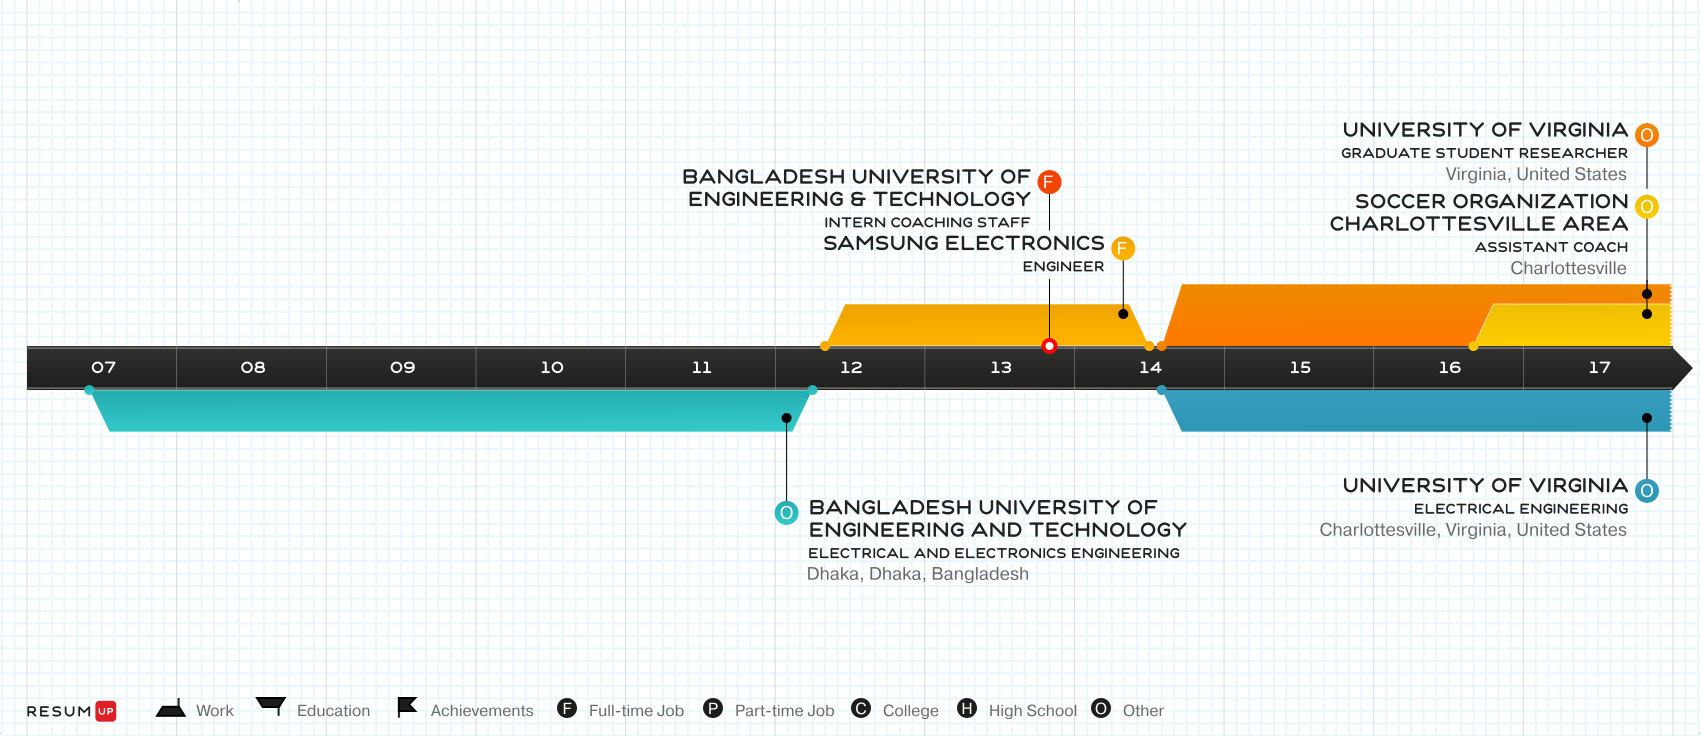 UNIVERSITY OF VIRGINIA O
GRADUATE STUDENT RESEARCHER
Virginia, United States
BANGLADESH UNIVERSITY OF F
ENGINEERING & TECHNOLOGY
INTERN COACHING STAFF
SOCCER ORGANIZATION O
CHARLOTTESVILLE AREA
ASSISTANT COACH
Charlottesville
SAMSUNG ELECTRONICS F
ENGINEER
07 08 09 10 11 12 13 14 15 16 17
O BANGLADESH UNIVERSITY OF
ENGINEERING AND TECHNOLOGY
ELECTRICAL AND ELECTRONICS ENGINEERING
Dhaka, Dhaka, Bangladesh
UNIVERSITY OF VIRGINIA O
ELECTRICAL ENGINEERING
Charlottesville, Virginia, United States
RESUM UP Work Education Achievements F Full-time Job P Part-time Job C College H High School O Other